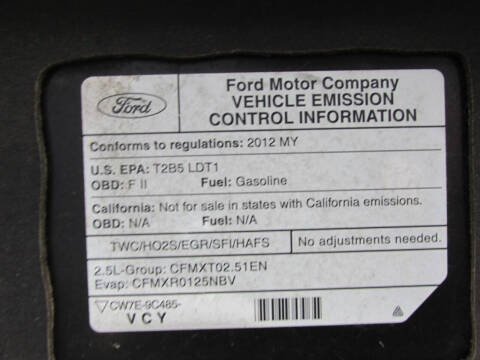 Ford
Ford Motor Company
VEHICLE EMISSION
CONTROL INFORMATION
Conforms to regulations: 2012 MY
U.S. EPA: T2B5 LDT1
OBD: F II Fuel: Gasoline
California: Not for sale in states with California emissions.
OBD: N/A Fuel: N/A
TWC/HO2S/EGR/SFI/HAFS No adjustments needed.
2.5L-Group: CFMXT02.51EN
Evap: CFMXR0125NBV
CW7E-9C485-
VCY